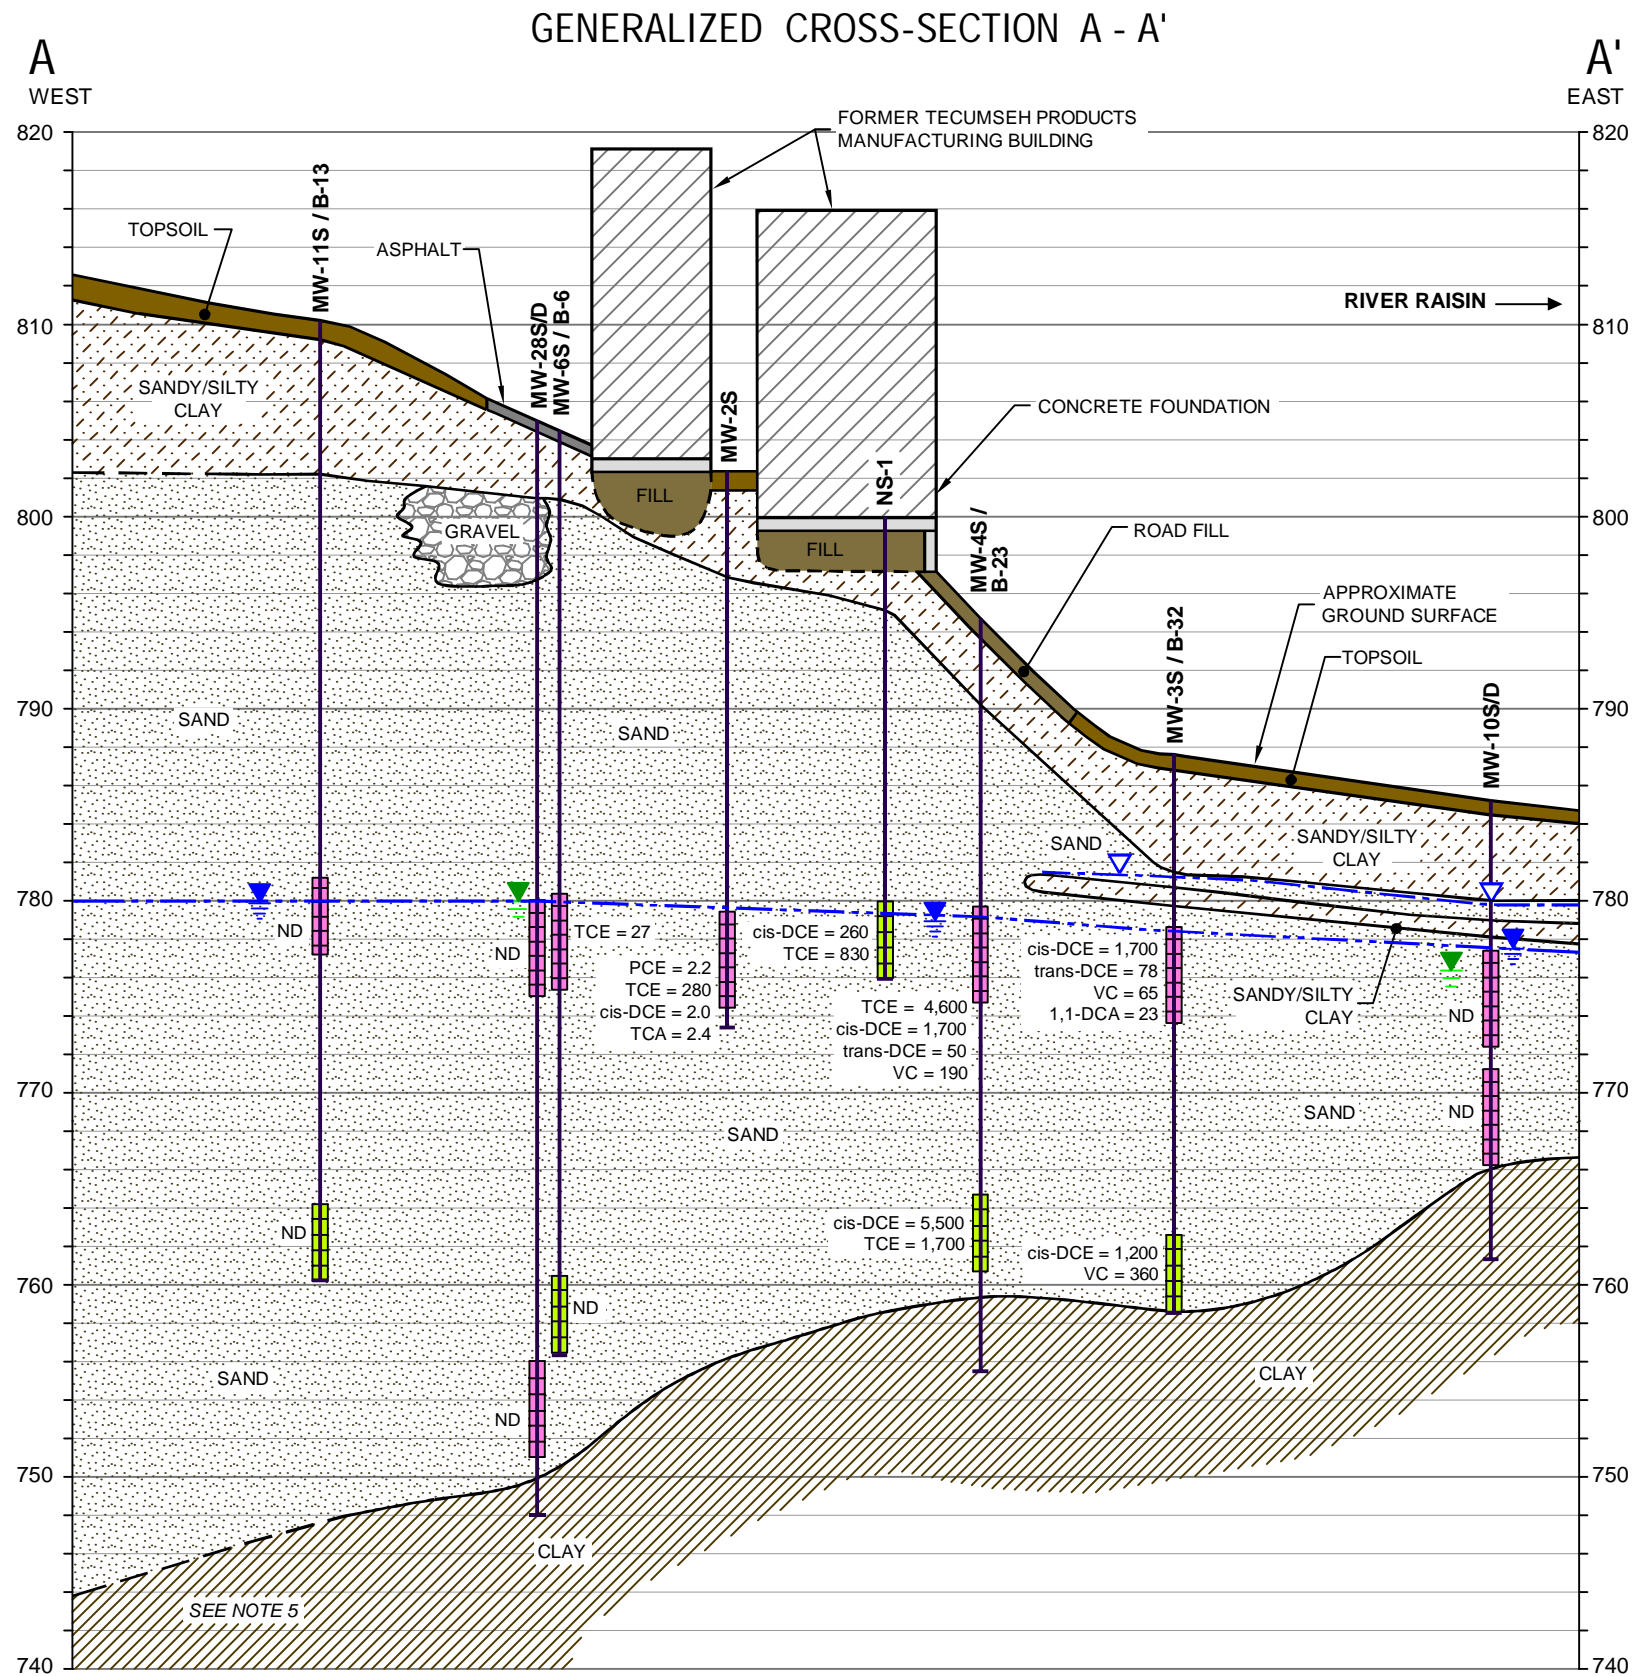 GENERALIZED CROSS-SECTION A - A'
A
WEST
A'
EAST
820
820
FORMER TECUMSEH PRODUCTS
MANUFACTURING BUILDING
MW-11S / B-13
TOPSOIL
ASPHALT
MW-28S/D
MW-6S / B-6
RIVER RAISIN
810
810
SANDY/SILTY
CLAY
MW-2S
CONCRETE FOUNDATION
NS-1
FILL
800
800
GRAVEL
FILL
MW-4S /
B-23
ROAD FILL
APPROXIMATE
GROUND SURFACE
MW-3S / B-32
TOPSOIL
MW-10S/D
790
790
SAND
SAND
SAND
SANDY/SILTY
CLAY
780
780
ND
TCE = 27
ND
cis-DCE = 260
TCE = 830
PCE = 2.2
TCE = 280
cis-DCE = 2.0
TCA = 2.4
cis-DCE = 1,700
trans-DCE = 78
VC = 65
1,1-DCA = 23
SANDY/SILTY
CLAY
TCE = 4,600
cis-DCE = 1,700
trans-DCE = 50
VC = 190
ND
770
770
SAND
SAND
ND
ND
cis-DCE = 5,500
TCE = 1,700
cis-DCE = 1,200
VC = 360
760
760
ND
SAND
ND
CLAY
750
750
CLAY
SEE NOTE 5
740
740